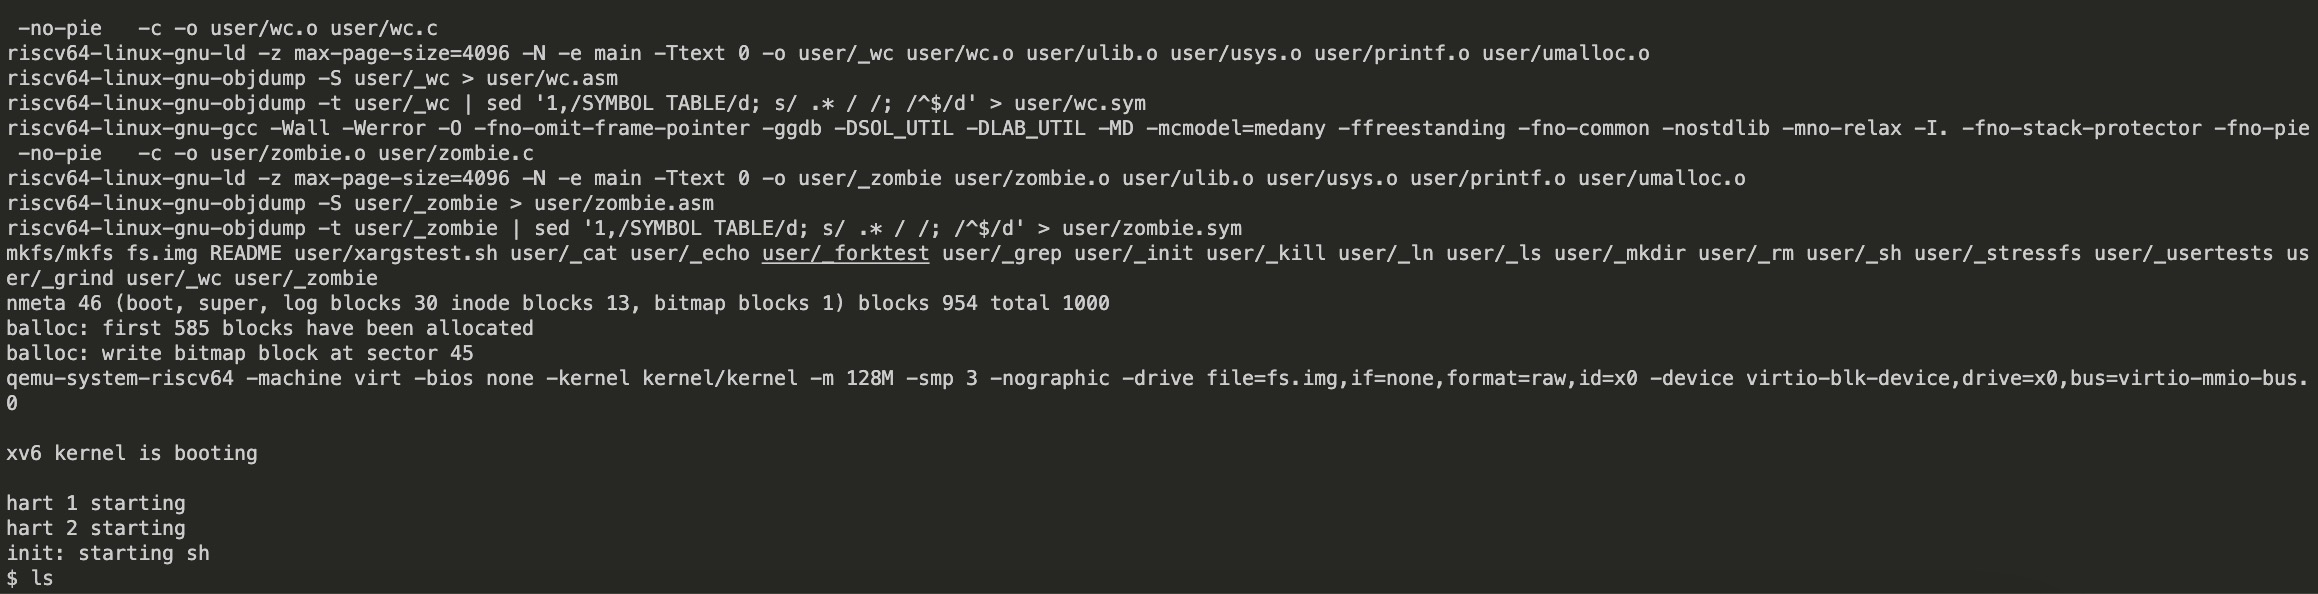 -no-pie   -c -o user/wc.o user/wc.c
riscv64-linux-gnu-ld -z max-page-size=4096 -N -e main -Ttext 0 -o user/_wc user/wc.o user/ulib.o user/usys.o user/printf.o user/umalloc.o
riscv64-linux-gnu-objdump -S user/_wc > user/wc.asm
riscv64-linux-gnu-objdump -t user/_wc | sed '1,/SYMBOL TABLE/d; s/ .* / /; /^$/d' > user/wc.sym
riscv64-linux-gnu-gcc -Wall -Werror -O -fno-omit-frame-pointer -ggdb -DSOL_UTIL -DLAB_UTIL -MD -mcmodel=medany -ffreestanding -fno-common -nostdlib -mno-relax -I. -fno-stack-protector -fno-pie
 -no-pie   -c -o user/zombie.o user/zombie.c
riscv64-linux-gnu-ld -z max-page-size=4096 -N -e main -Ttext 0 -o user/_zombie user/zombie.o user/ulib.o user/usys.o user/printf.o user/umalloc.o
riscv64-linux-gnu-objdump -S user/_zombie > user/zombie.asm
riscv64-linux-gnu-objdump -t user/_zombie | sed '1,/SYMBOL TABLE/d; s/ .* / /; /^$/d' > user/zombie.sym
mkfs/mkfs fs.img README user/xargstest.sh user/_cat user/_echo user/_forktest user/_grep user/_init user/_kill user/_ln user/_ls user/_mkdir user/_rm user/_sh user/_stressfs user/_usertests us
er/_grind user/_wc user/_zombie
nmeta 46 (boot, super, log blocks 30 inode blocks 13, bitmap blocks 1) blocks 954 total 1000
balloc: first 585 blocks have been allocated
balloc: write bitmap block at sector 45
qemu-system-riscv64 -machine virt -bios none -kernel kernel/kernel -m 128M -smp 3 -nographic -drive file=fs.img,if=none,format=raw,id=x0 -device virtio-blk-device,drive=x0,bus=virtio-mmio-bus.
0
xv6 kernel is booting
hart 1 starting
hart 2 starting
init: starting sh
$ ls